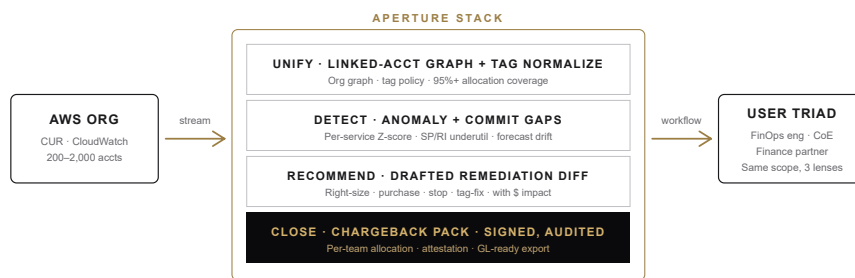 APERTURE STACK
AWS ORG
CUR · CloudWatch
200–2,000 accts
stream
UNIFY · LINKED-ACCT GRAPH + TAG NORMALIZE
Org graph · tag policy · 95%+ allocation coverage
DETECT · ANOMALY + COMMIT GAPS
Per-service Z-score · SP/RI underutil · forecast drift
RECOMMEND · DRAFTED REMEDIATION DIFF
Right-size · purchase · stop · tag-fix · with $ impact
CLOSE · CHARGEBACK PACK · SIGNED, AUDITED
Per-team allocation · attestation · GL-ready export
workflow
USER TRIAD
FinOps eng · CoE
Finance partner
Same scope, 3 lenses